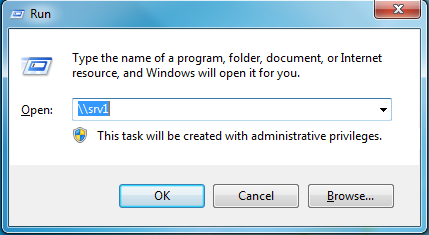 Run
Type the name of a program, folder, document, or Internet
resource, and Windows will open it for you.
Open: \\srv1
This task will be created with administrative privileges.
OK Cancel Browse...